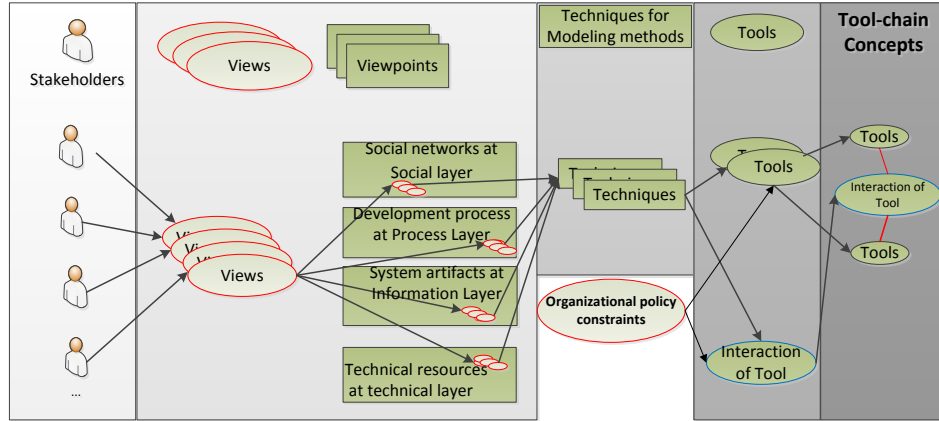 Stakeholders
...
Views
Viewpoints
Views
Social networks at
Social layer
Development process
at Process Layer
System artifacts at
Information Layer
Technical resources
at technical layer
Techniques for
Modeling methods
Techniques
Organizational policy
constraints
Tools
Tools
Interaction
of Tool
Tool-chain
Concepts
Tools
Interaction of
Tool
Tools